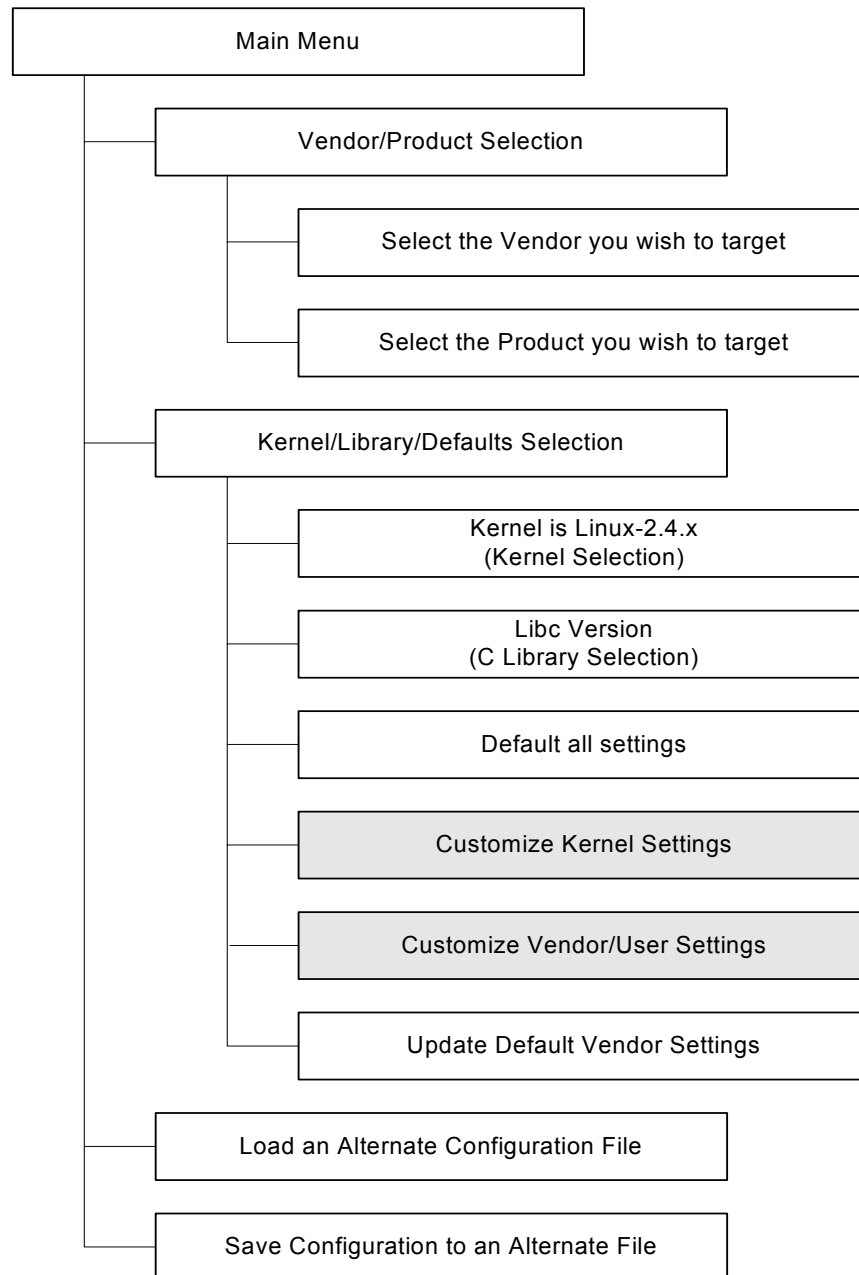 Main Menu
Vendor/Product Selection
Select the Vendor you wish to target
Select the Product you wish to target
Kernel/Library/Defaults Selection
Kernel is Linux-2.4.x
(Kernel Selection)
Libc Version
(C Library Selection)
Default all settings
Customize Kernel Settings
Customize Vendor/User Settings
Update Default Vendor Settings
Load an Alternate Configuration File
Save Configuration to an Alternate File